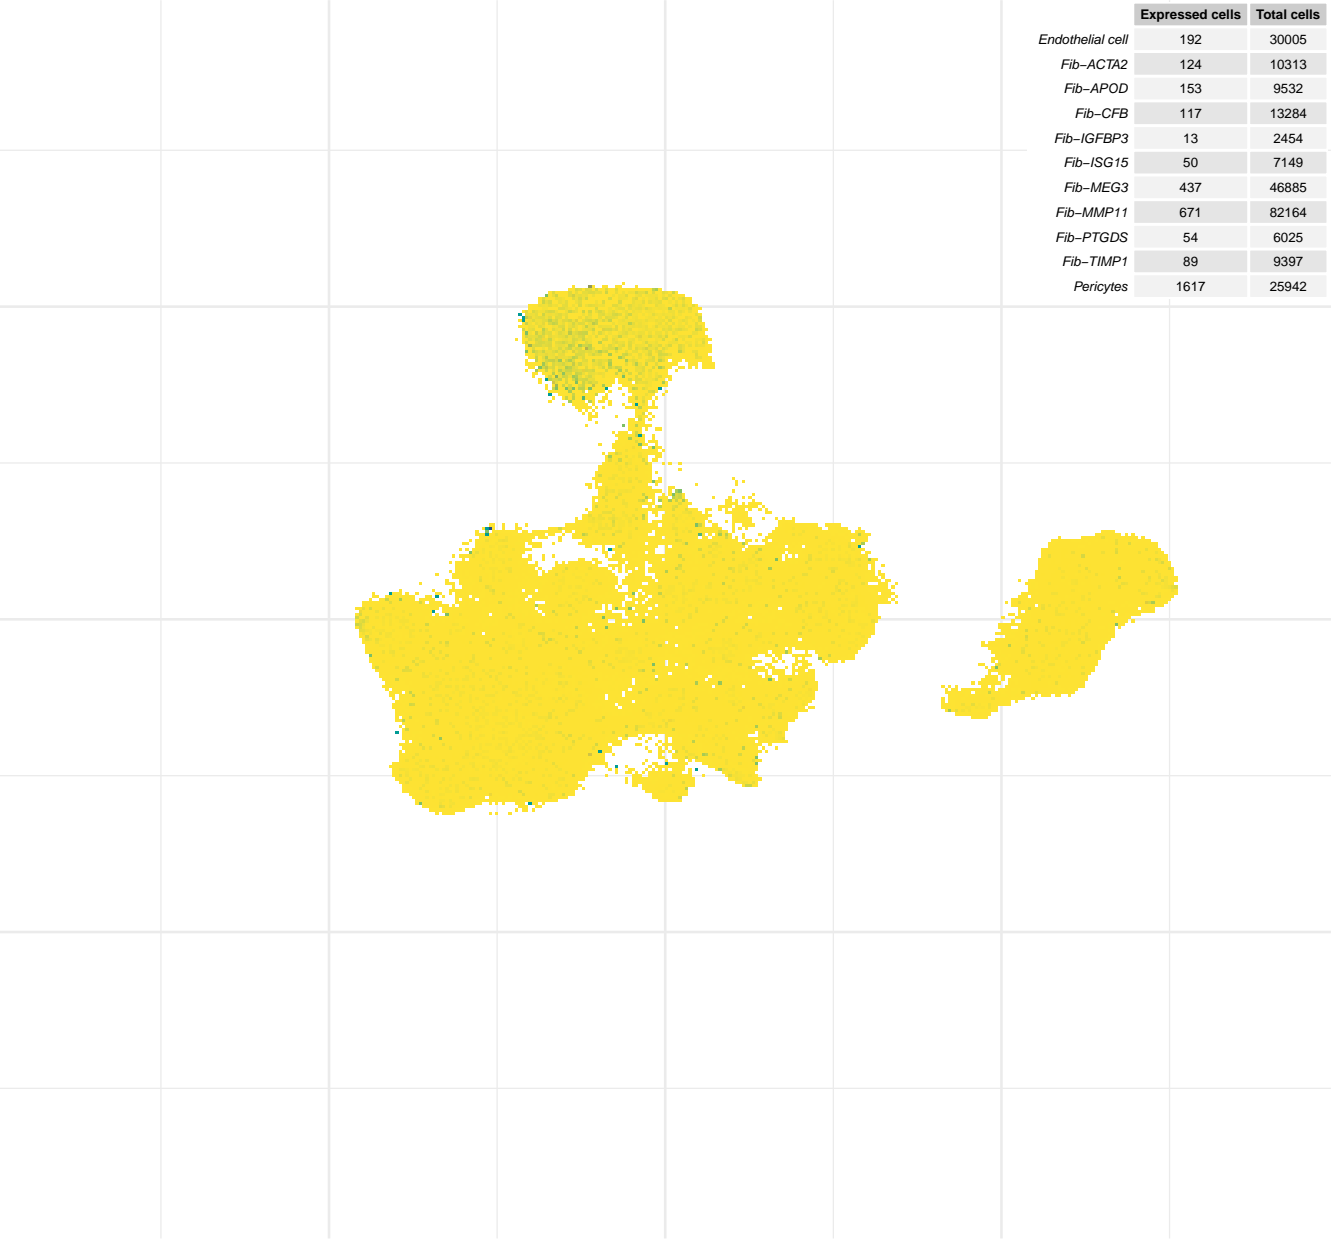 Expressed cells Total cells
Endothelial cell 192 30005
Fib−ACTA2 124 10313
Fib−APOD 153 9532
Fib−CFB 117 13284
Fib−IGFBP3 13 2454
Fib−ISG15 50 7149
Fib−MEG3 437 46885
Fib−MMP11 671 82164
Fib−PTGDS 54 6025
Fib−TIMP1 89 9397
Pericytes 1617 25942